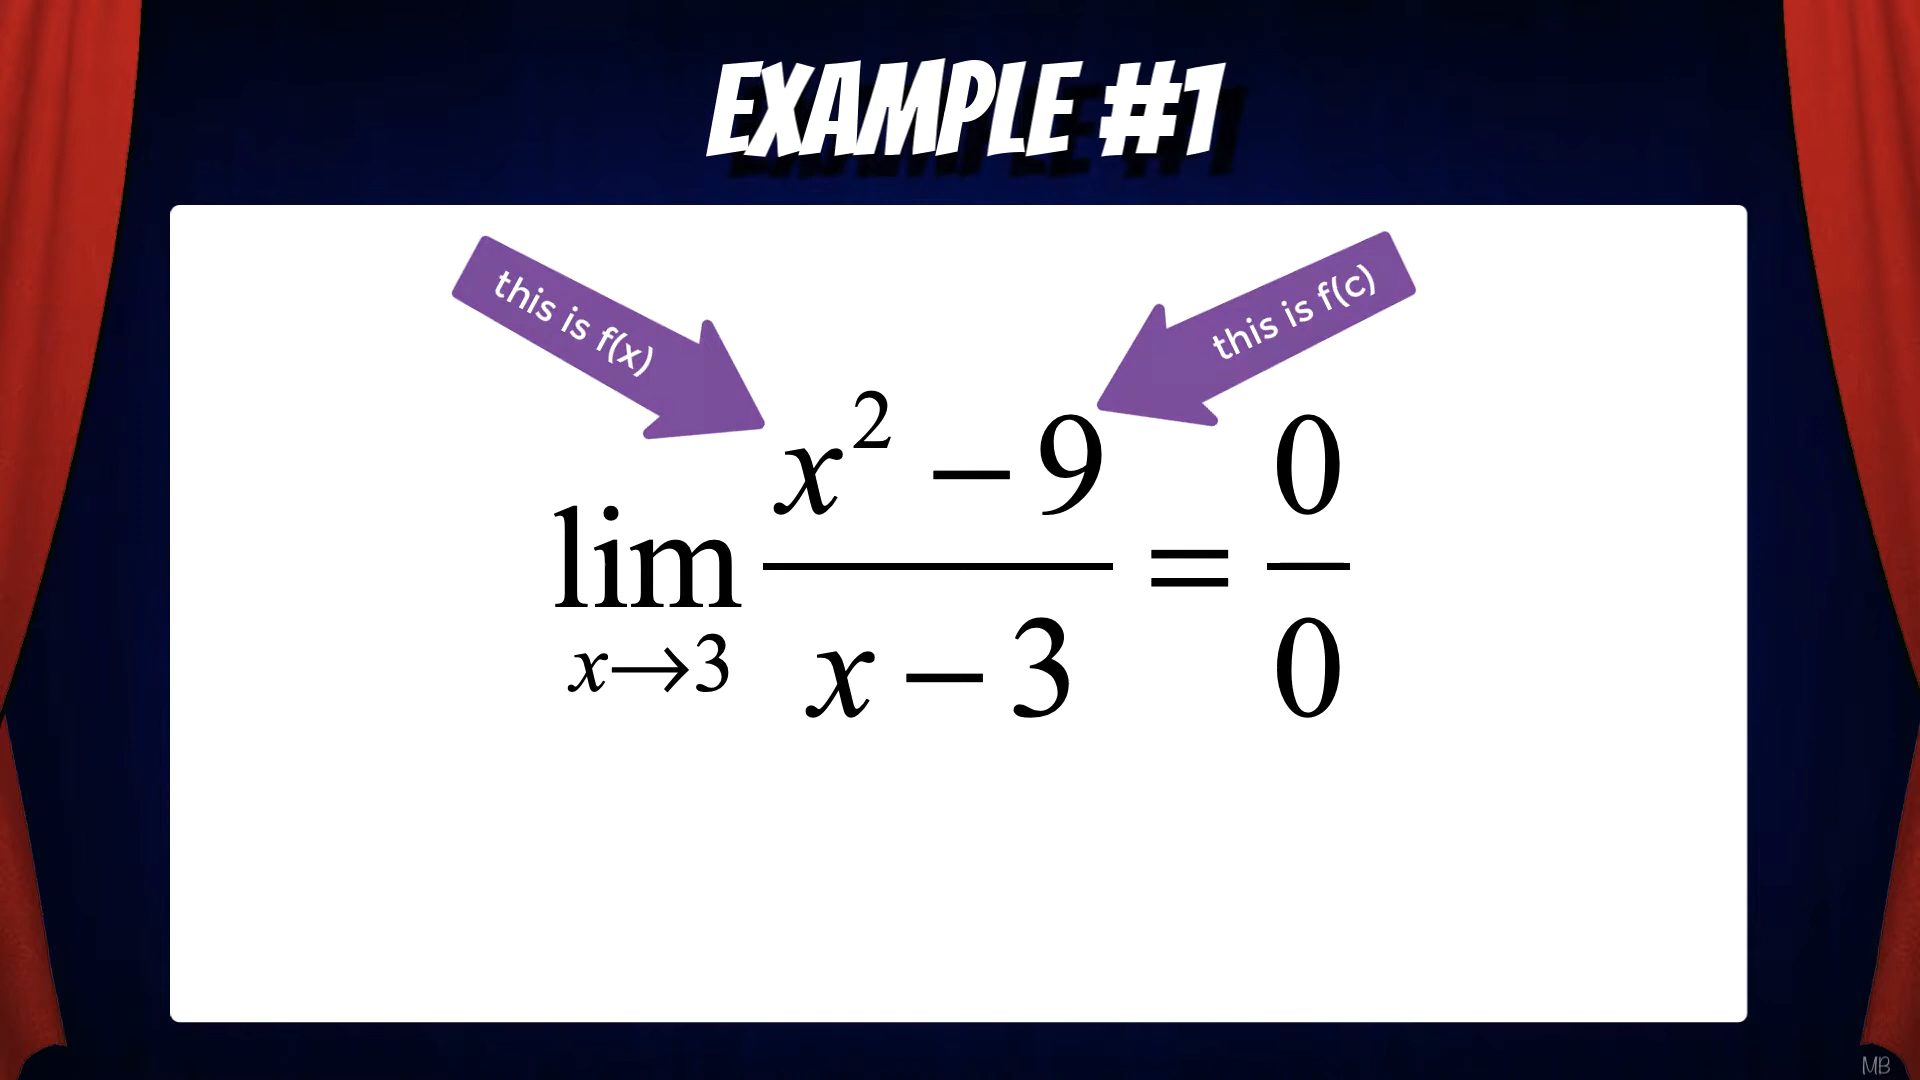 EXAMPLE #1
this is f(x)
this is f(c)
x² – 9   0
lim ——— = —
x→3 x – 3   0
MB